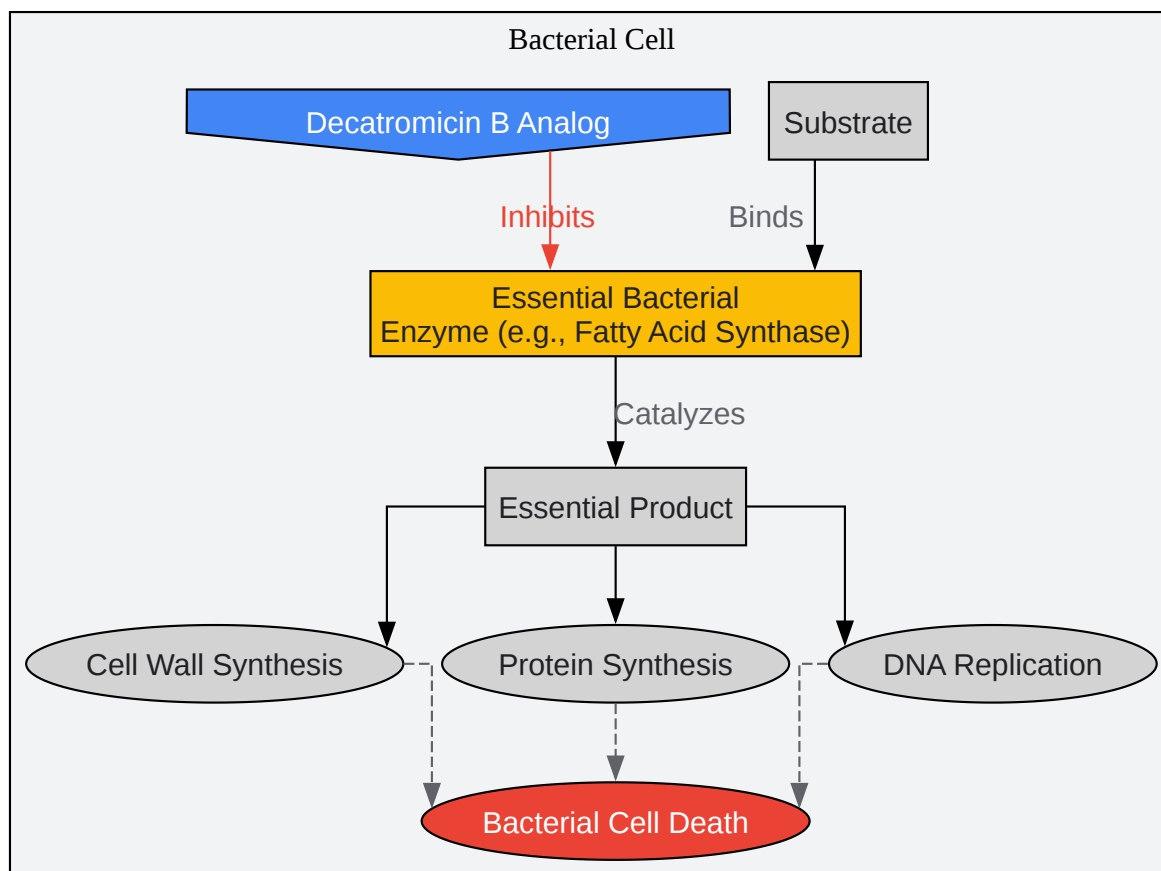 Bacterial Cell
Decatromicin B Analog
Substrate
Inhibits
Binds
Essential Bacterial
Enzyme (e.g., Fatty Acid Synthase)
Catalyzes
Essential Product
Cell Wall Synthesis
Protein Synthesis
DNA Replication
Bacterial Cell Death